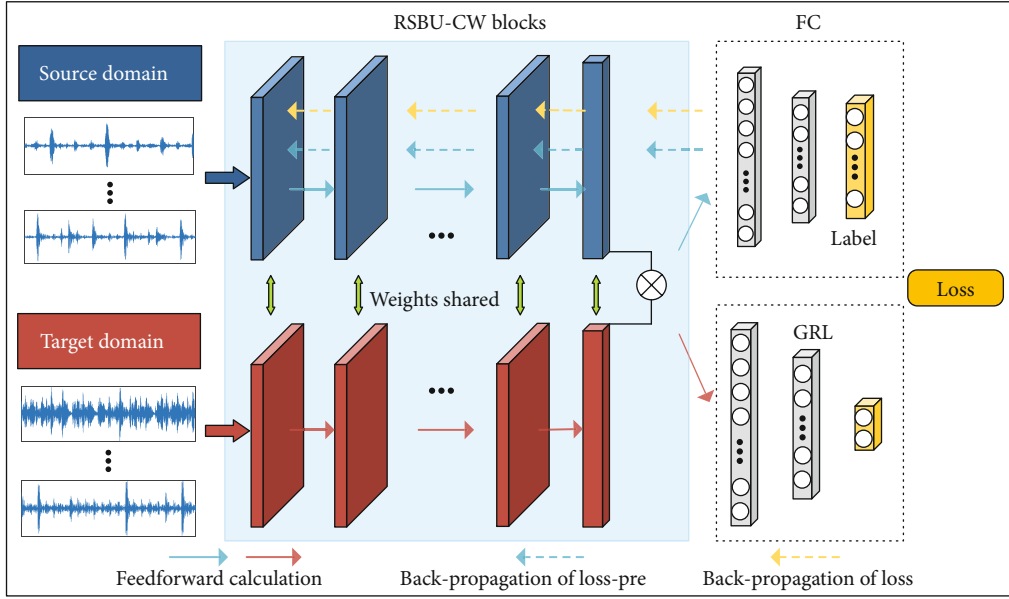 RSBU-CW blocks
FC
Source domain
Label
Weights shared
Loss
Target domain
GRL
Feedforward calculation
Back-propagation of loss-pre
Back-propagation of loss